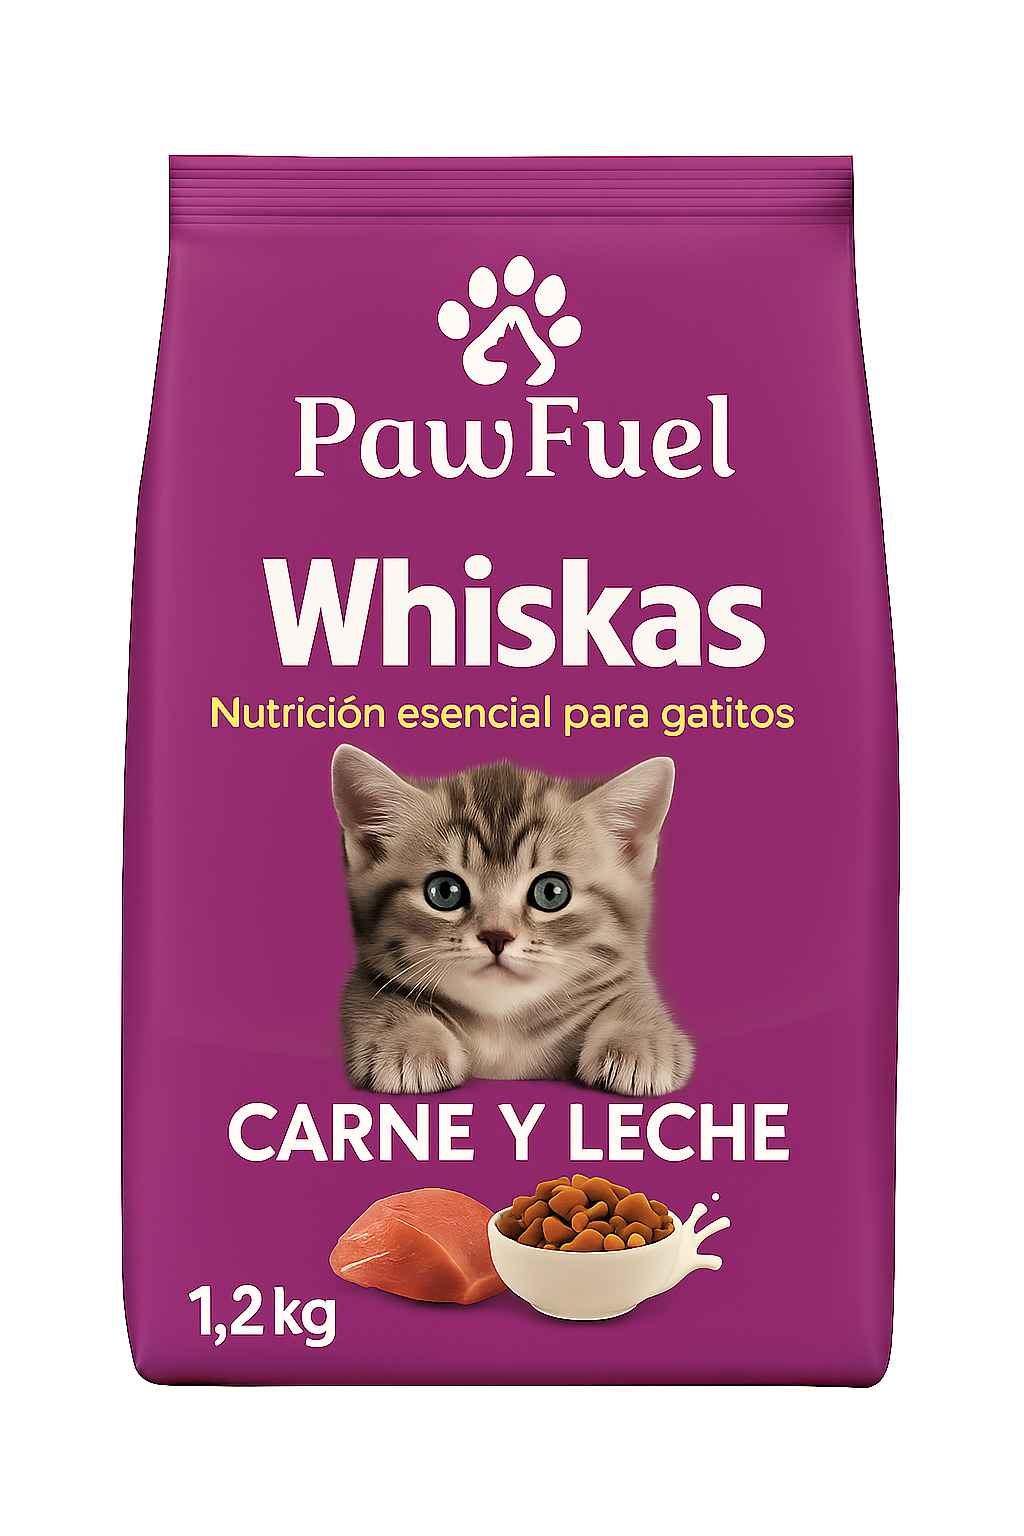 PawFuel
Whiskas
Nutrición esencial para gatitos
CARNE Y LECHE
1,2 kg